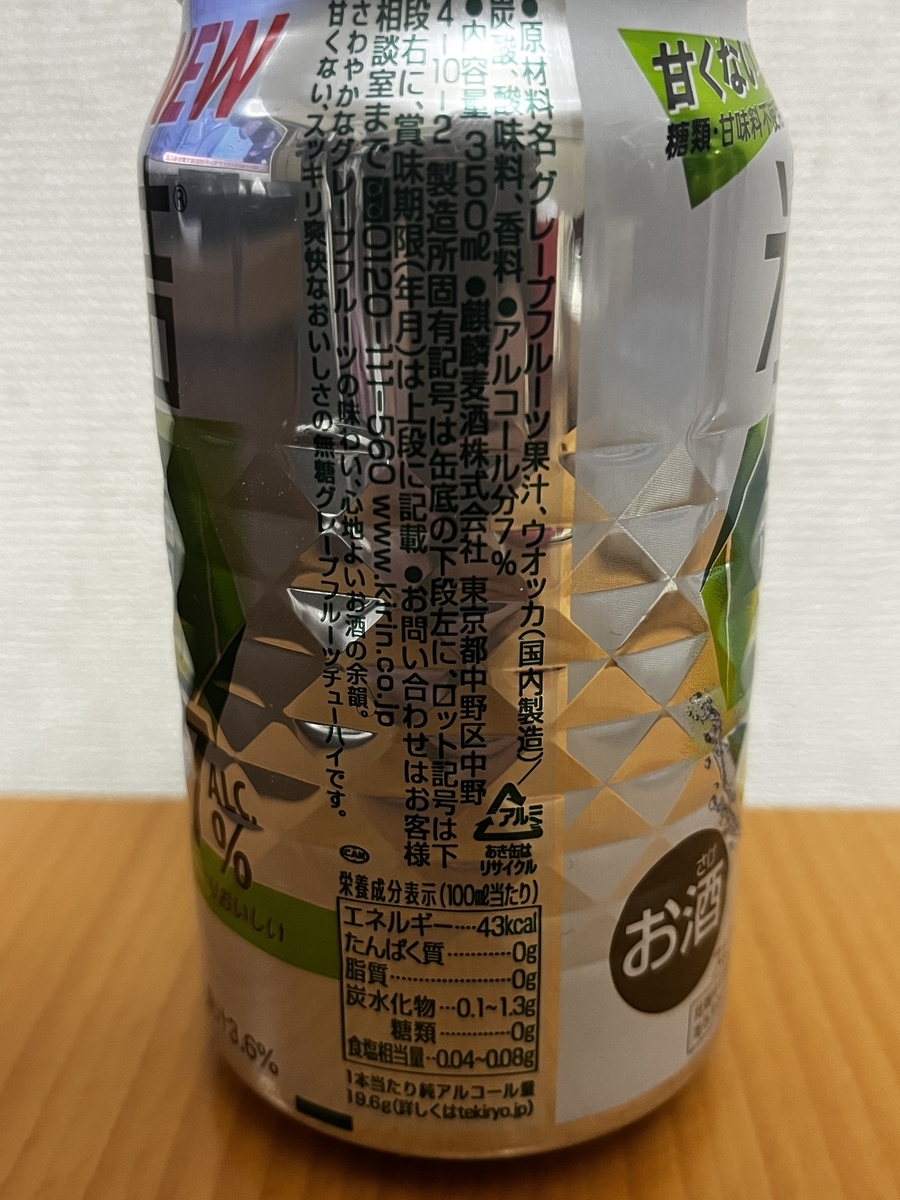 NEW
®
ALC.
7%
おいしい
3.6%
●原材料名 グレープフルーツ果汁、ウオッカ(国内製造)/
炭酸、酸味料、香料 ●アルコール分7%
●内容量 350㎖ ●麒麟麦酒株式会社 東京都中野区中野
4-10-2 製造所固有記号は缶底の下段左に、ロット記号は下
段右に、賞味期限(年月)は上段に記載 ●お問い合わせはお客様
相談室まで 0120-111-560 www.kirin.co.jp
さわやかなグレープフルーツの味わい、心地よいお酒の余韻。
甘くない、スッキリ爽快なおいしさの無糖グレープフルーツチューハイです。
CAN
アルミ
あき缶は
リサイクル
栄養成分表示(100㎖当たり)
エネルギー……43kcal
たんぱく質………0g
脂質………0g
炭水化物…0.1~1.3g
糖類………0g
食塩相当量…0.04~0.08g
1本当たり純アルコール量
19.6g(詳しくはtekiryo.jp)
甘くない
糖類・甘味料不使
さけ
お酒